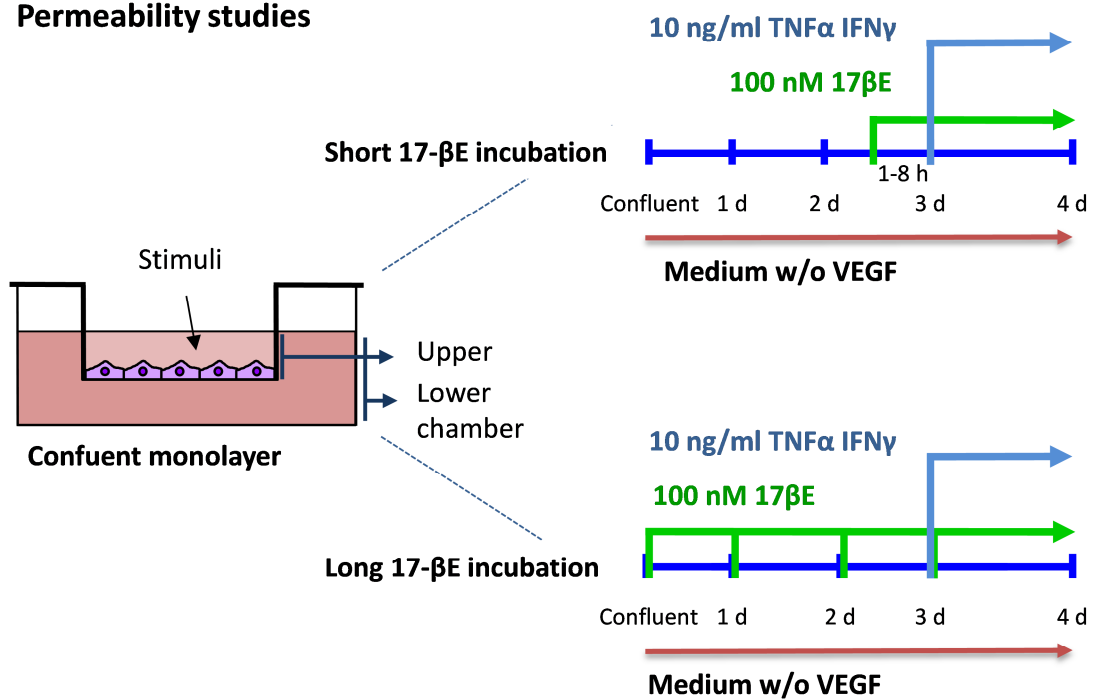 Permeability studies
10 ng/ml TNFα IFNγ
100 nM 17βE
Short 17-βE incubation
1-8 h
Confluent 1 d 2 d 3 d 4 d
Medium w/o VEGF
Stimuli
Upper
Lower
chamber
Confuent monolayer
10 ng/ml TNFα IFNγ
100 nM 17βE
Long 17-βE incubation
Confluent 1 d 2 d 3 d 4 d
Medium w/o VEGF